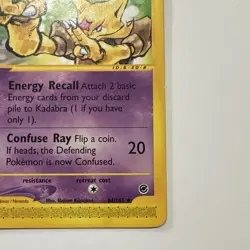 Energy Recall Attach 2 basic
Energy cards from your discard
pile to Kadabra (1 if you
have only 1).
Confuse Ray Flip a coin.
If heads, the Defending
Pokémon is now Confused.
20
resistance retreat cost